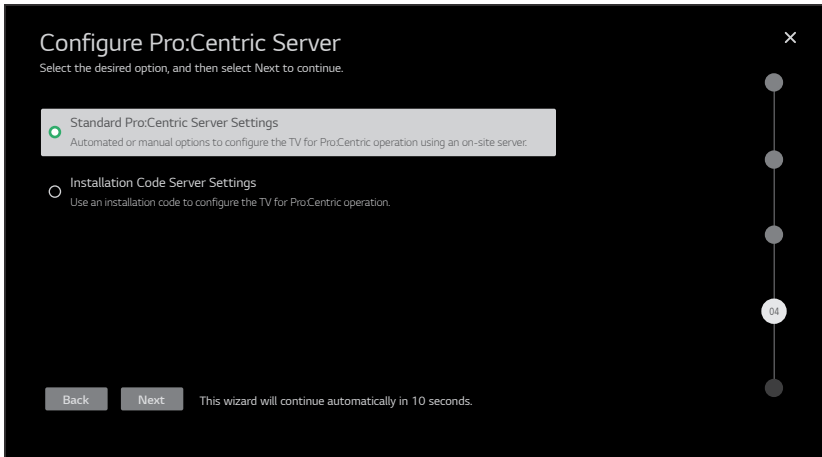 Configure Pro:Centric Server
Select the desired option, and then select Next to continue.
Standard Pro:Centric Server Settings
Automated or manual options to configure the TV for Pro:Centric operation using an on-site server.
Installation Code Server Settings
Use an installation code to configure the TV for Pro:Centric operation.
04
Back Next This wizard will continue automatically in 10 seconds.